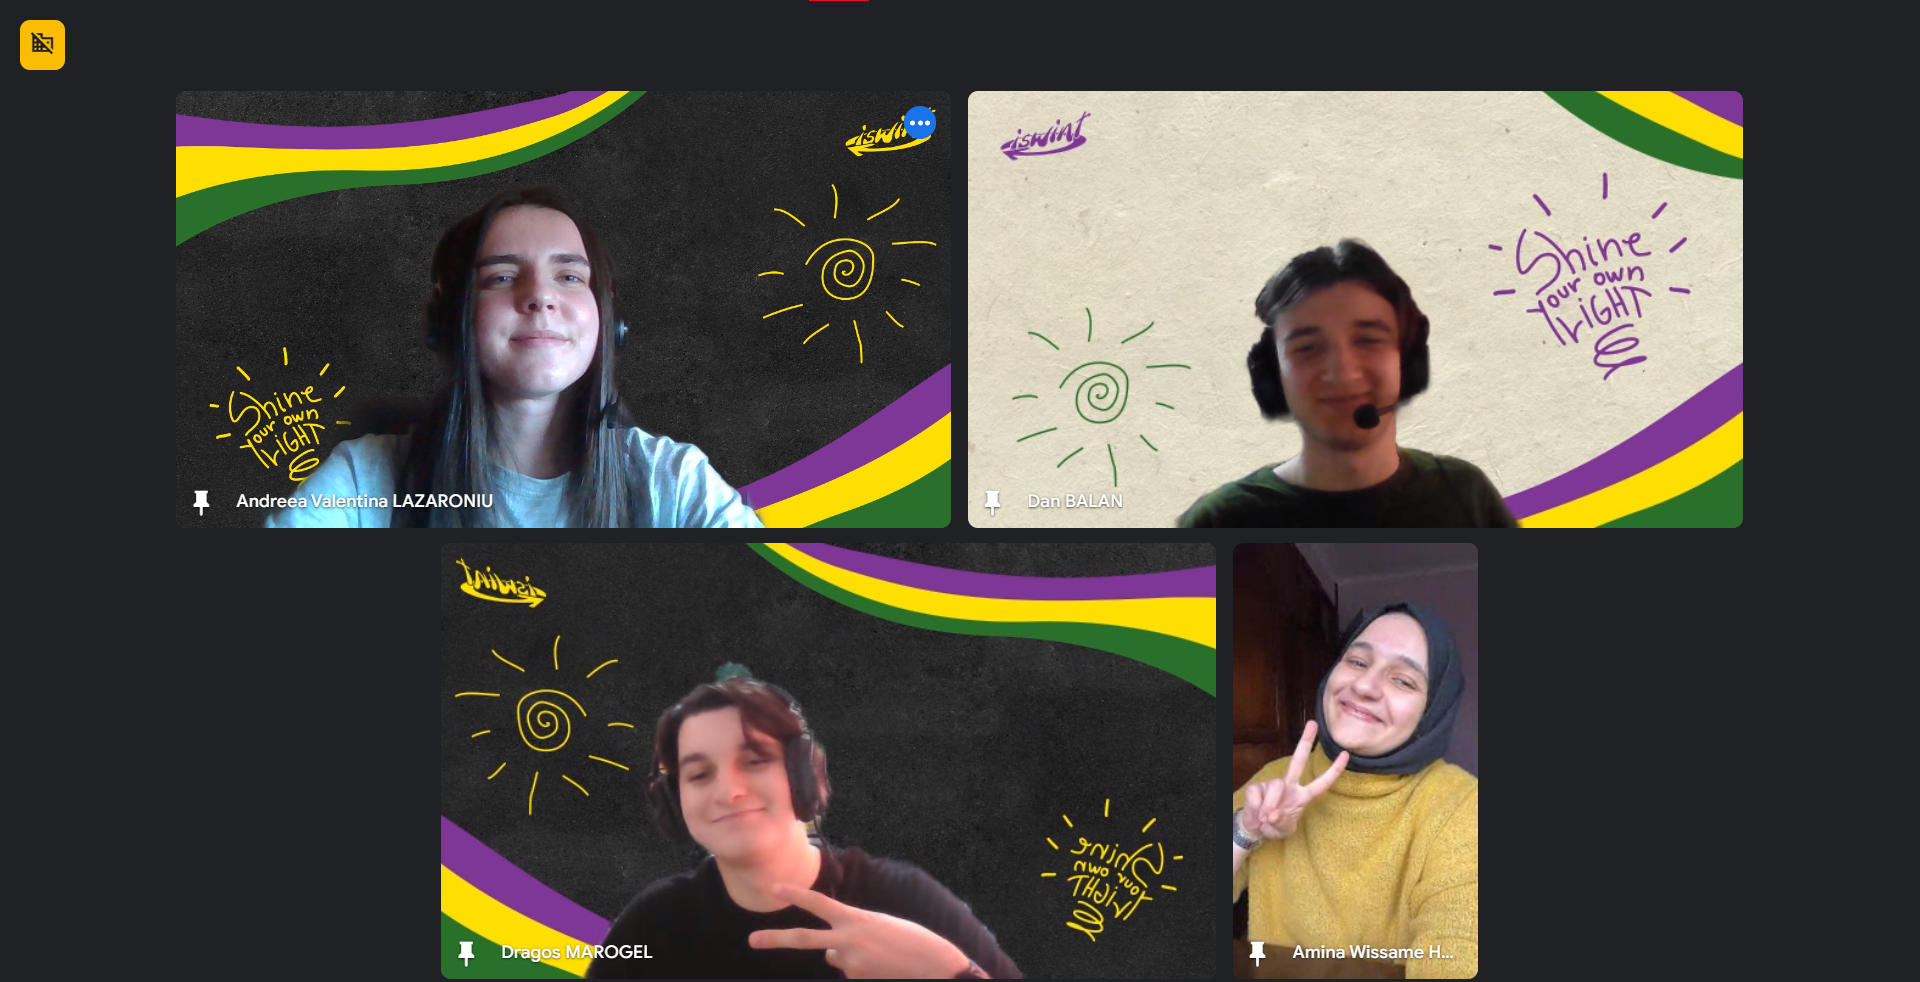 iSWinT
Shine
your own
LIGHT
Andreea Valentina LAZARONIU
iSWinT
Shine
your own
LIGHT
Dan BALAN
iSWinT
Shine
your own
LIGHT
Dragos MAROGEL
Amina Wissame H...